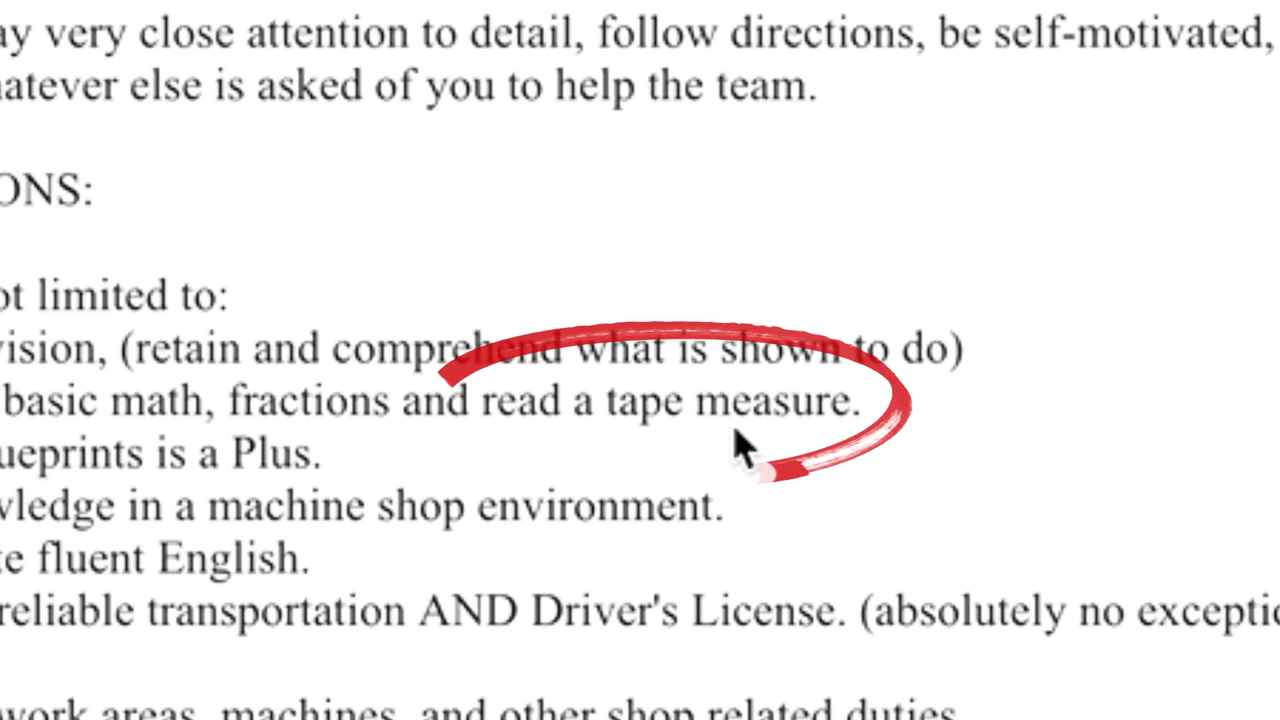 ay very close attention to detail, follow directions, be self-motivated,
hatever else is asked of you to help the team.
ONS:
ot limited to:
vision, (retain and comprehend what is shown to do)
basic math, fractions and read a tape measure.
ueprints is a Plus.
wledge in a machine shop environment.
te fluent English.
reliable transportation AND Driver's License. (absolutely no exceptio
work areas, machines, and other shop related duties